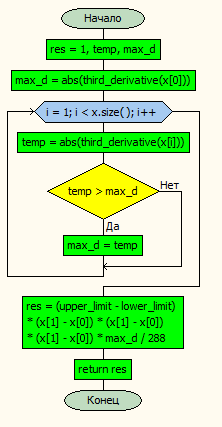 Начало
res = 1, temp, max_d
max_d = abs(third_derivative(x[0]))
i = 1; i < x.size(); i++
temp = abs(third_derivative(x[i]))
temp > max_d
Нет
Да
max_d = temp
res = (upper_limit - lower_limit)
* (x[1] - x[0]) * (x[1] - x[0])
* (x[1] - x[0]) * max_d / 288
return res
Конец